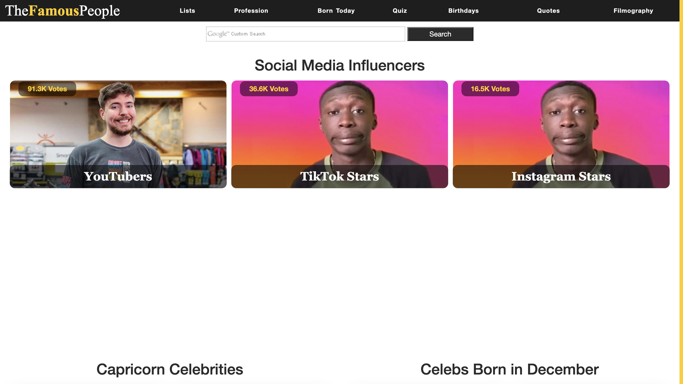 TheFamousPeople
Lists
Profession
Born Today
Quiz
Birthdays
Quotes
Filmography
Google Custom Search
Search
Social Media Influencers
91.3K Votes
YouTubers
36.6K Votes
TikTok Stars
16.5K Votes
Instagram Stars
Capricorn Celebrities
Celebs Born in December